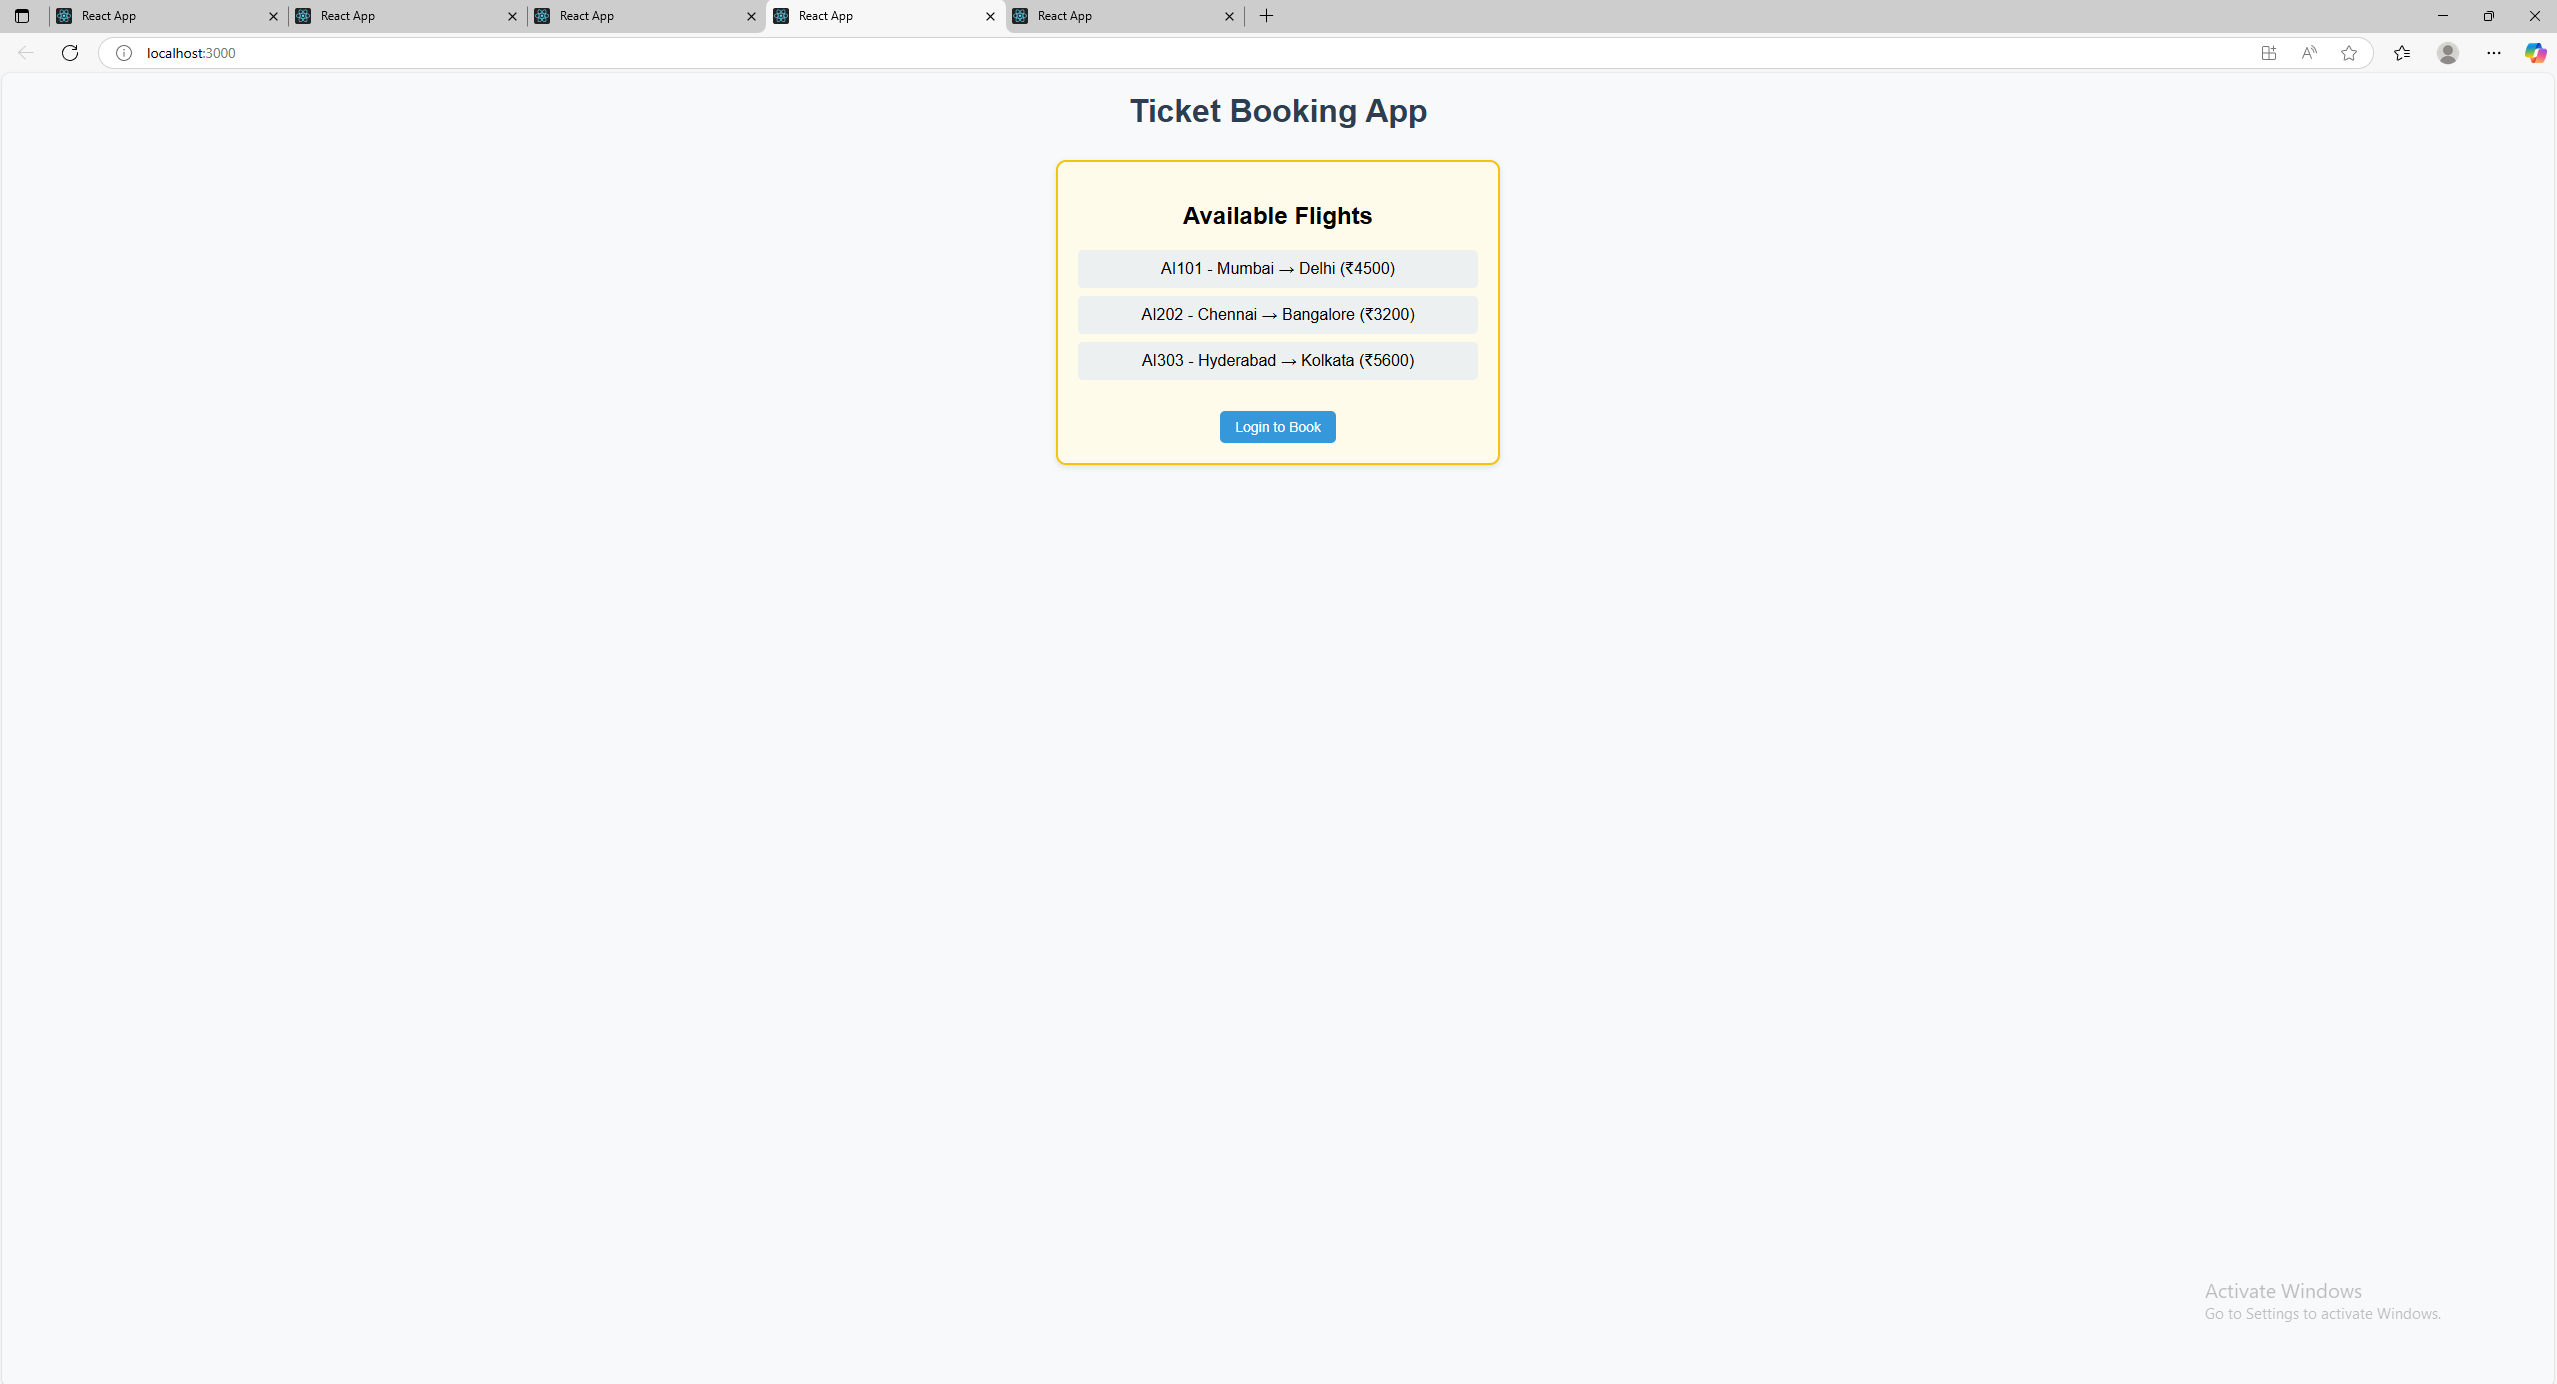 React App
React App
React App
React App
React App
localhost:3000
Ticket Booking App
Available Flights
AI101 - Mumbai → Delhi (₹4500)
AI202 - Chennai → Bangalore (₹3200)
AI303 - Hyderabad → Kolkata (₹5600)
Login to Book
Activate Windows
Go to Settings to activate Windows.